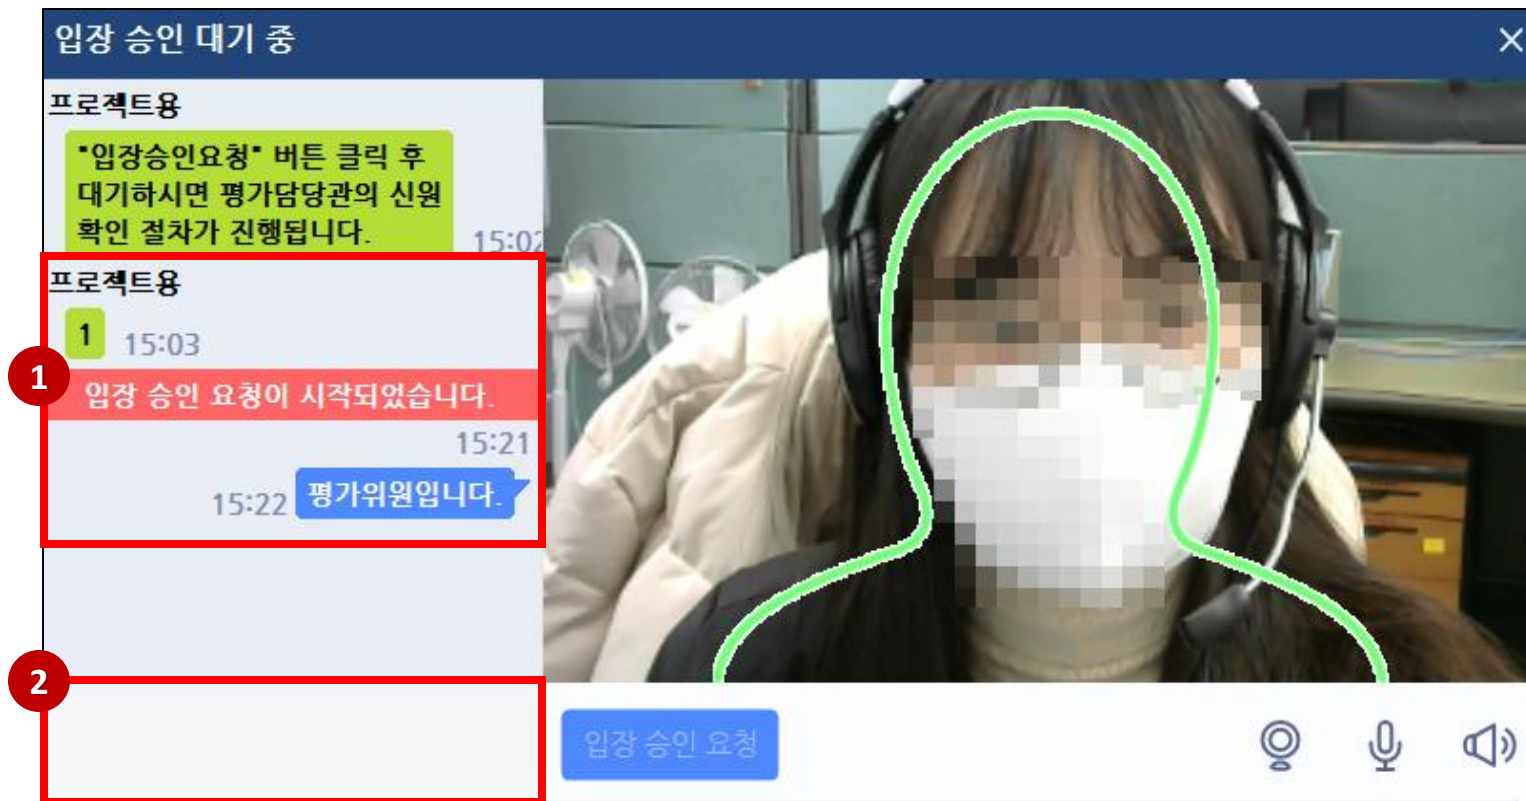 입장 승인 대기 중
프로젝트용
"입장승인요청" 버튼 클릭 후
대기하시면 평가담당관의 신원
확인 절차가 진행됩니다.
15:02
프로젝트용
1
15:03
1
입장 승인 요청이 시작되었습니다.
15:21
15:22
평가위원입니다.
2
입장 승인 요청